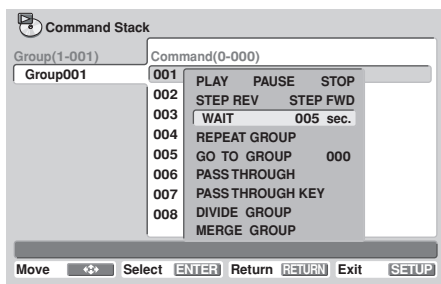 Command Stack
Group(1-001) Command(0-000)
Group001
001
002
003
004
005
006
007
008
PLAY PAUSE STOP
STEP REV STEP FWD
WAIT 005 sec.
REPEAT GROUP
GO TO GROUP 000
PASS THROUGH
PASS THROUGH KEY
DIVIDE GROUP
MERGE GROUP
Move Select ENTER Return RETURN Exit SETUP